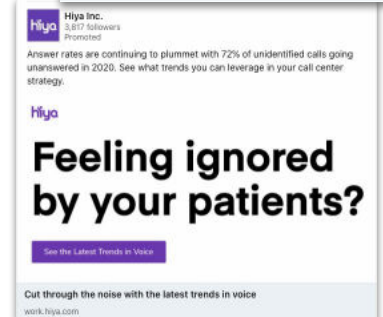 hiya
Hiya Inc.
3,817 followers
Promoted
Answer rates are continuing to plummet with 72% of unidentified calls going
unanswered in 2020. See what trends you can leverage in your call center
strategy.
hiya
Feeling ignored
by your patients?
See the Latest Trends in Voice
Cut through the noise with the latest trends in voice
work.hiya.com